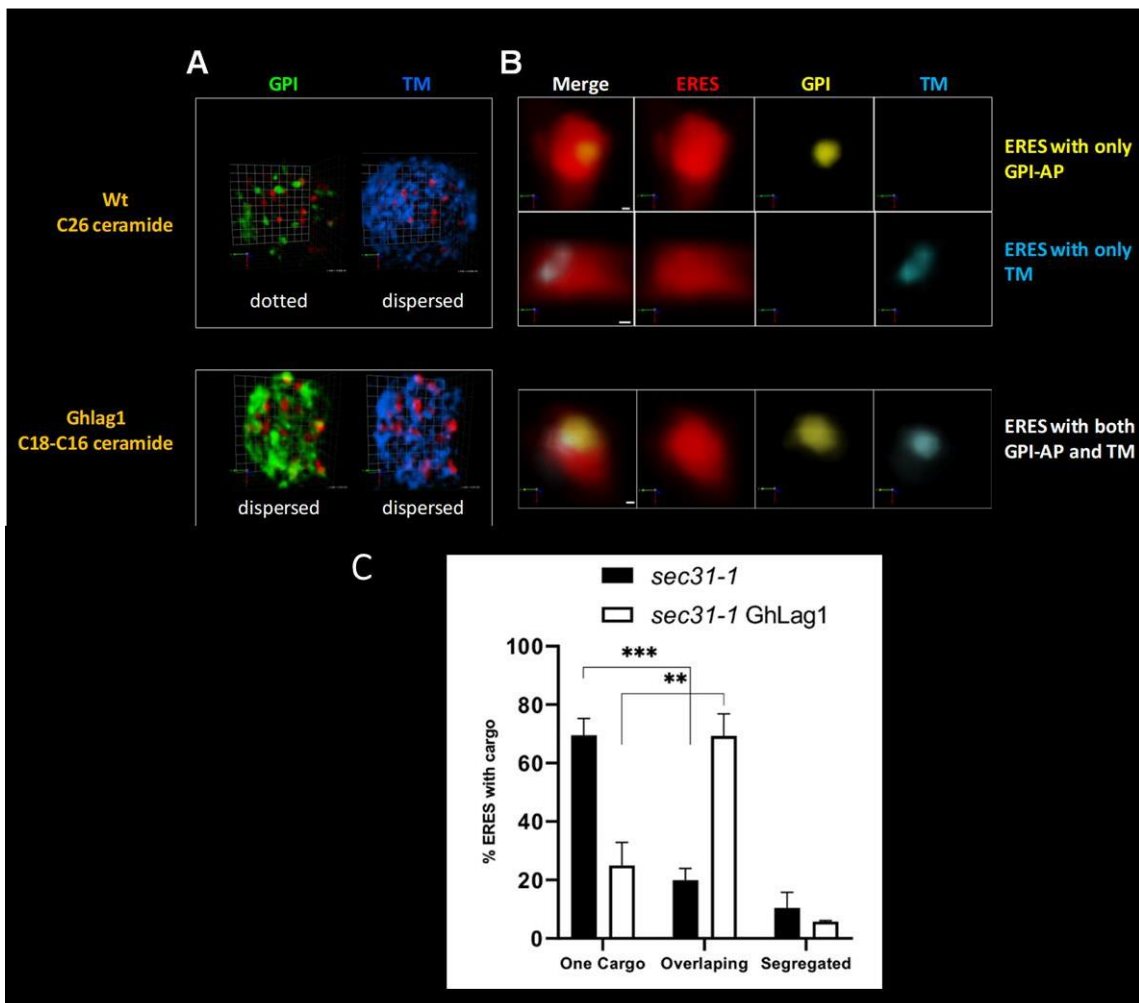 A
B
GPI TM
Merge ERES GPI TM
Wt
C26 ceramide
dotted dispersed
ERES with only
GPI-AP
ERES with only
TM
Ghlag1
C18-C16 ceramide
dispersed dispersed
ERES with both
GPI-AP and TM
C
sec31-1
sec31-1 GhLag1
% ERES with cargo
100
80
60
40
20
0
***
**
One Cargo Overlaping Segregated